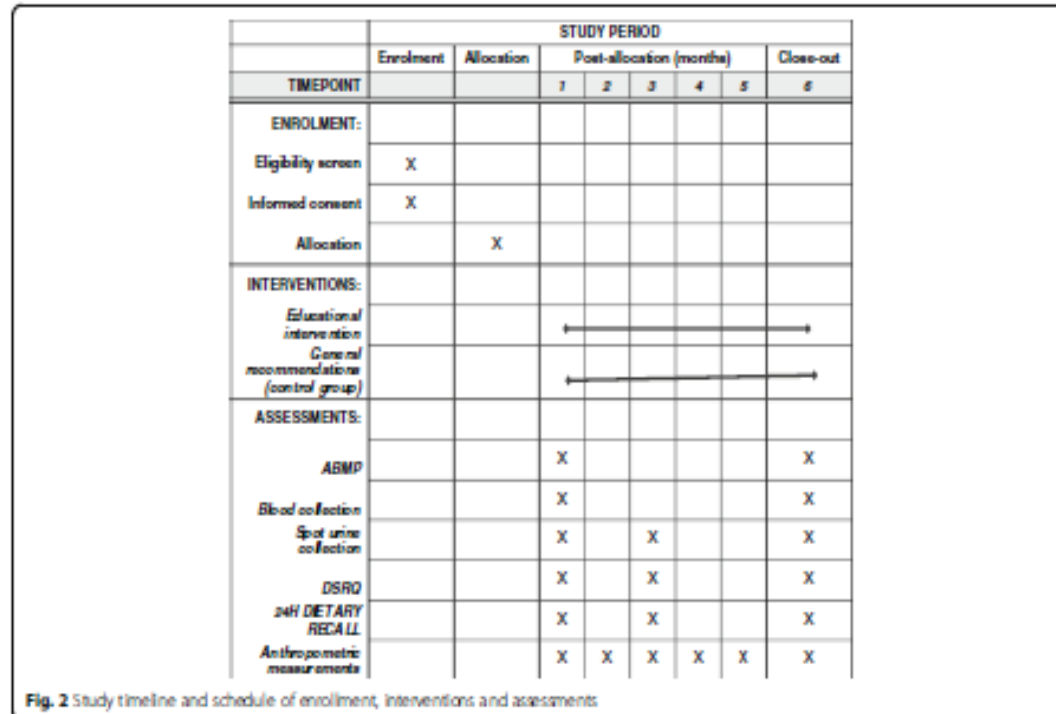 STUDY PERIOD
Enrolment Allocation Post-allocation (months) Close-out
TIMEPOINT 1 2 3 4 5 6
ENROLMENT:
Eligibility screen X
Informed consent X
Allocation X
INTERVENTIONS:
Educational
intervention
General
recommendations
(control group)
ASSESSMENTS:
ABMP X X
Blood collection X X
Spot urine
collection X X X
DSRQ X X X
24H DIETARY
RECALL X X X
Anthropometric
measurements X X X X X X
Fig. 2 Study timeline and schedule of enrollment, interventions and assessments